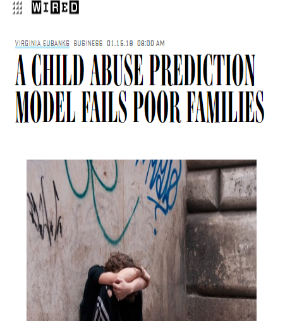 WIRED
VIRGINIA EUBANKS BUSINESS 01.15.18 08:00 AM
A CHILD ABUSE PREDICTION
MODEL FAILS POOR FAMILIES